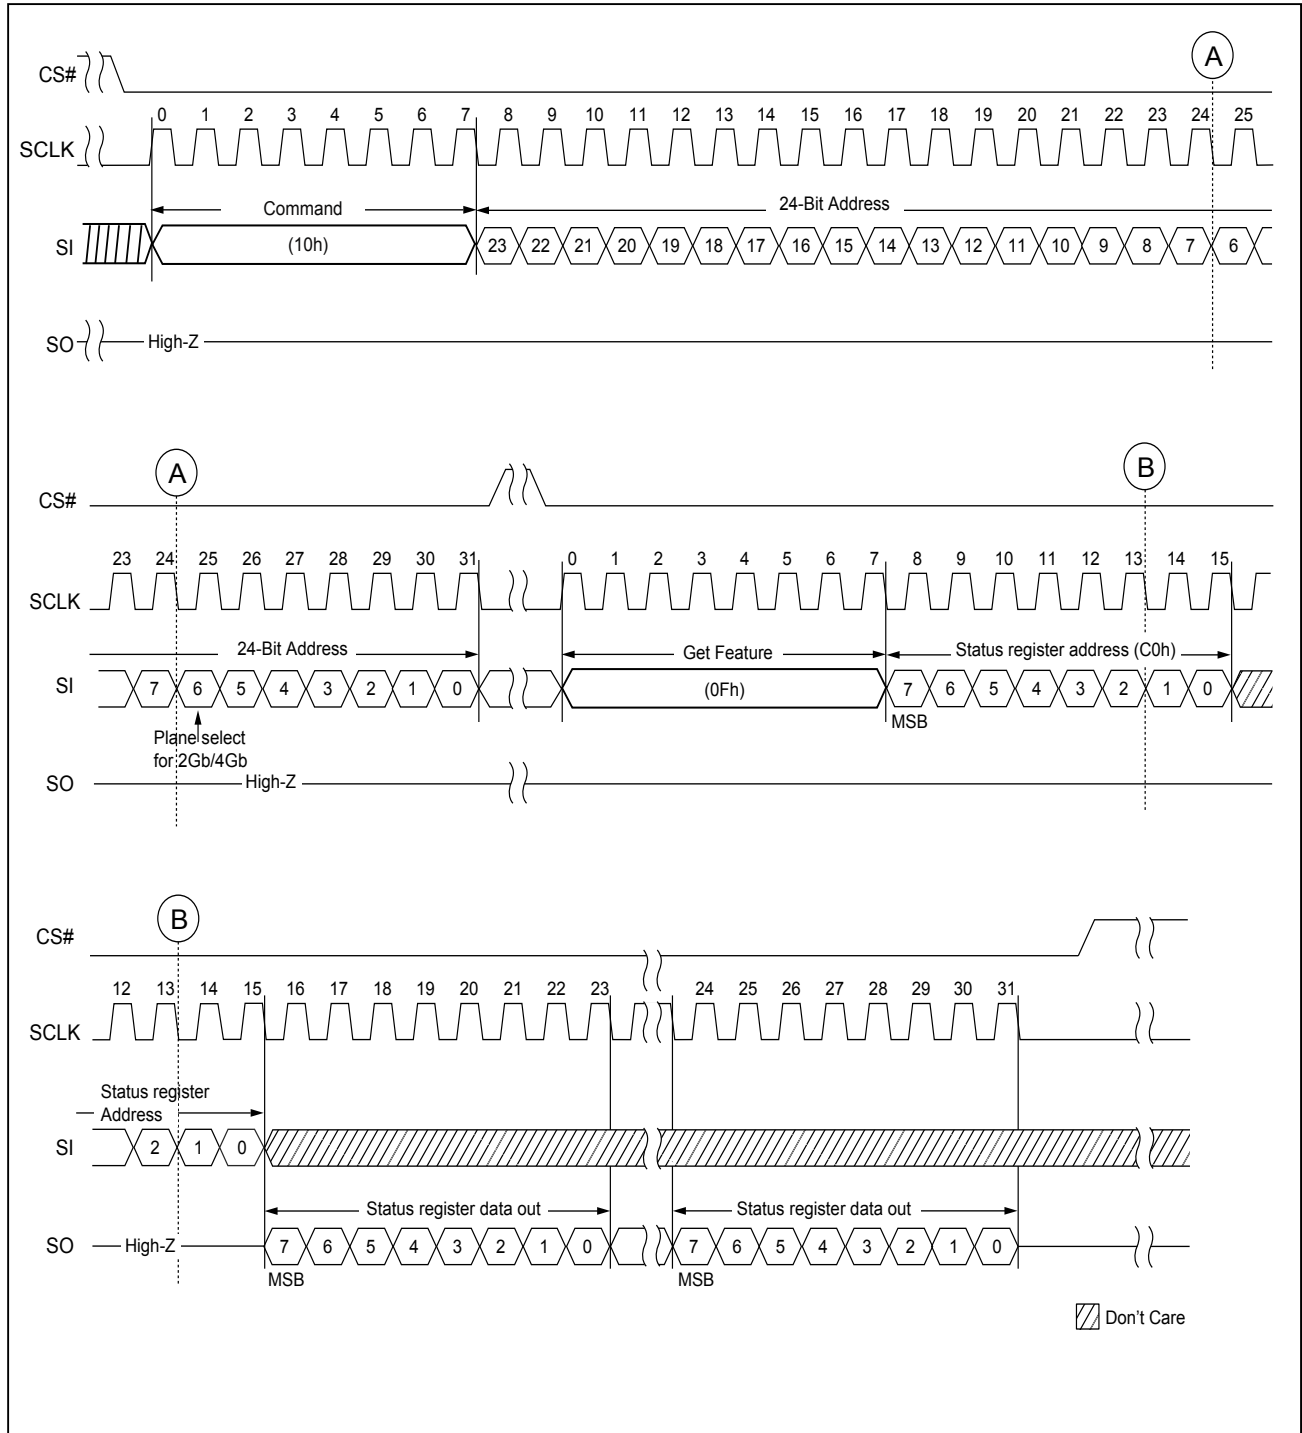 A
CS#
0 1 2 3 4 5 6 7 8 9 10 11 12 13 14 15 16 17 18 19 20 21 22 23 24 25
SCLK
Command 24-Bit Address
SI (10h) 23 22 21 20 19 18 17 16 15 14 13 12 11 10 9 8 7 6
SO High-Z
A B
CS#
23 24 25 26 27 28 29 30 31 0 1 2 3 4 5 6 7 8 9 10 11 12 13 14 15
SCLK
24-Bit Address Get Feature Status register address (C0h)
SI 7 6 5 4 3 2 1 0 (0Fh) 7 6 5 4 3 2 1 0
MSB
Plane select
for 2Gb/4Gb
SO High-Z
B
CS#
12 13 14 15 16 17 18 19 20 21 22 23 24 25 26 27 28 29 30 31
SCLK
Status register
Address
SI 2 1 0
Status register data out Status register data out
SO High-Z 7 6 5 4 3 2 1 0 7 6 5 4 3 2 1 0
MSB MSB
Don't Care